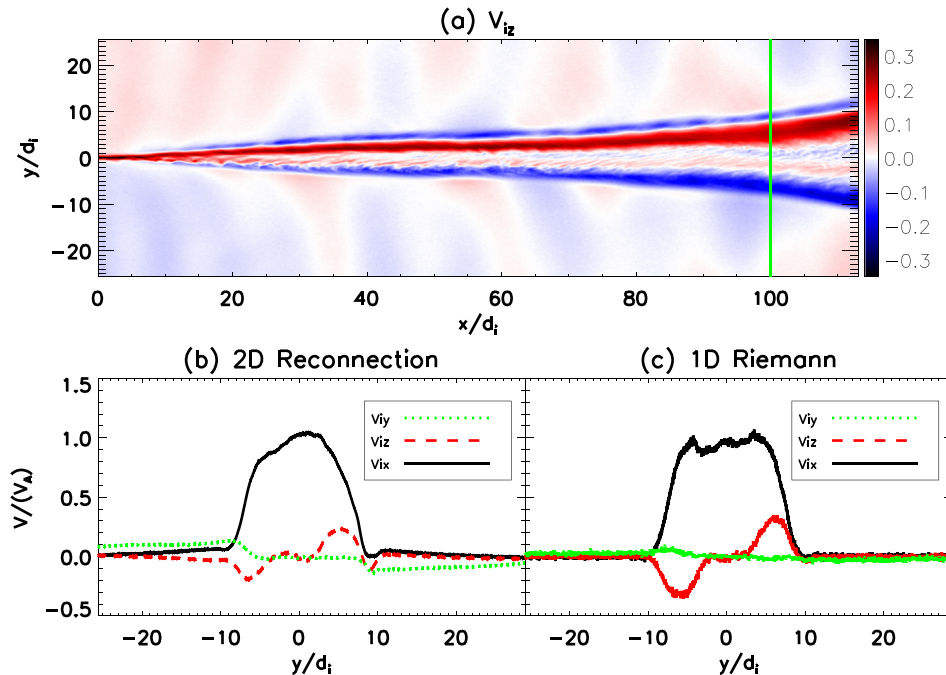 (a) V_iz
y/d_i
20
10
0
-10
-20
0 20 40 60 80 100
x/d_i
0.3
0.2
0.1
0.0
-0.1
-0.2
-0.3
(b) 2D Reconnection
V/(V_A)
1.5
1.0
0.5
0.0
-0.5
Viy
Viz
Vix
-20 -10 0 10 20
y/d_i
(c) 1D Riemann
Viy
Viz
Vix
-20 -10 0 10 20
y/d_i